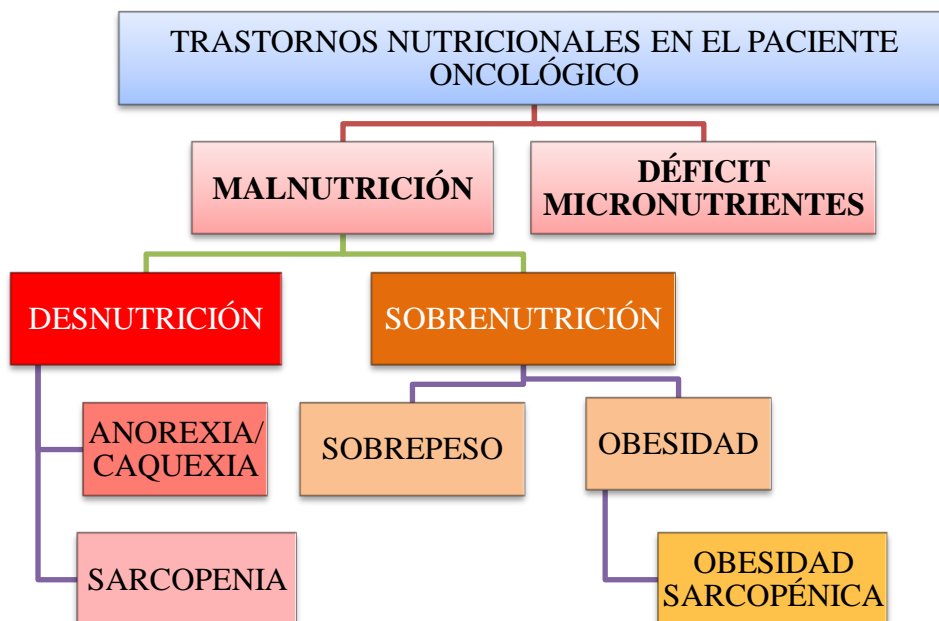 TRASTORNOS NUTRICIONALES EN EL PACIENTE
ONCOLÓGICO
MALNUTRICIÓN
DÉFICIT
MICRONUTRIENTES
DESNUTRICIÓN
SOBRENUTRICIÓN
ANOREXIA/
CAQUEXIA
SOBREPESO
OBESIDAD
SARCOPENIA
OBESIDAD
SARCOPÉNICA